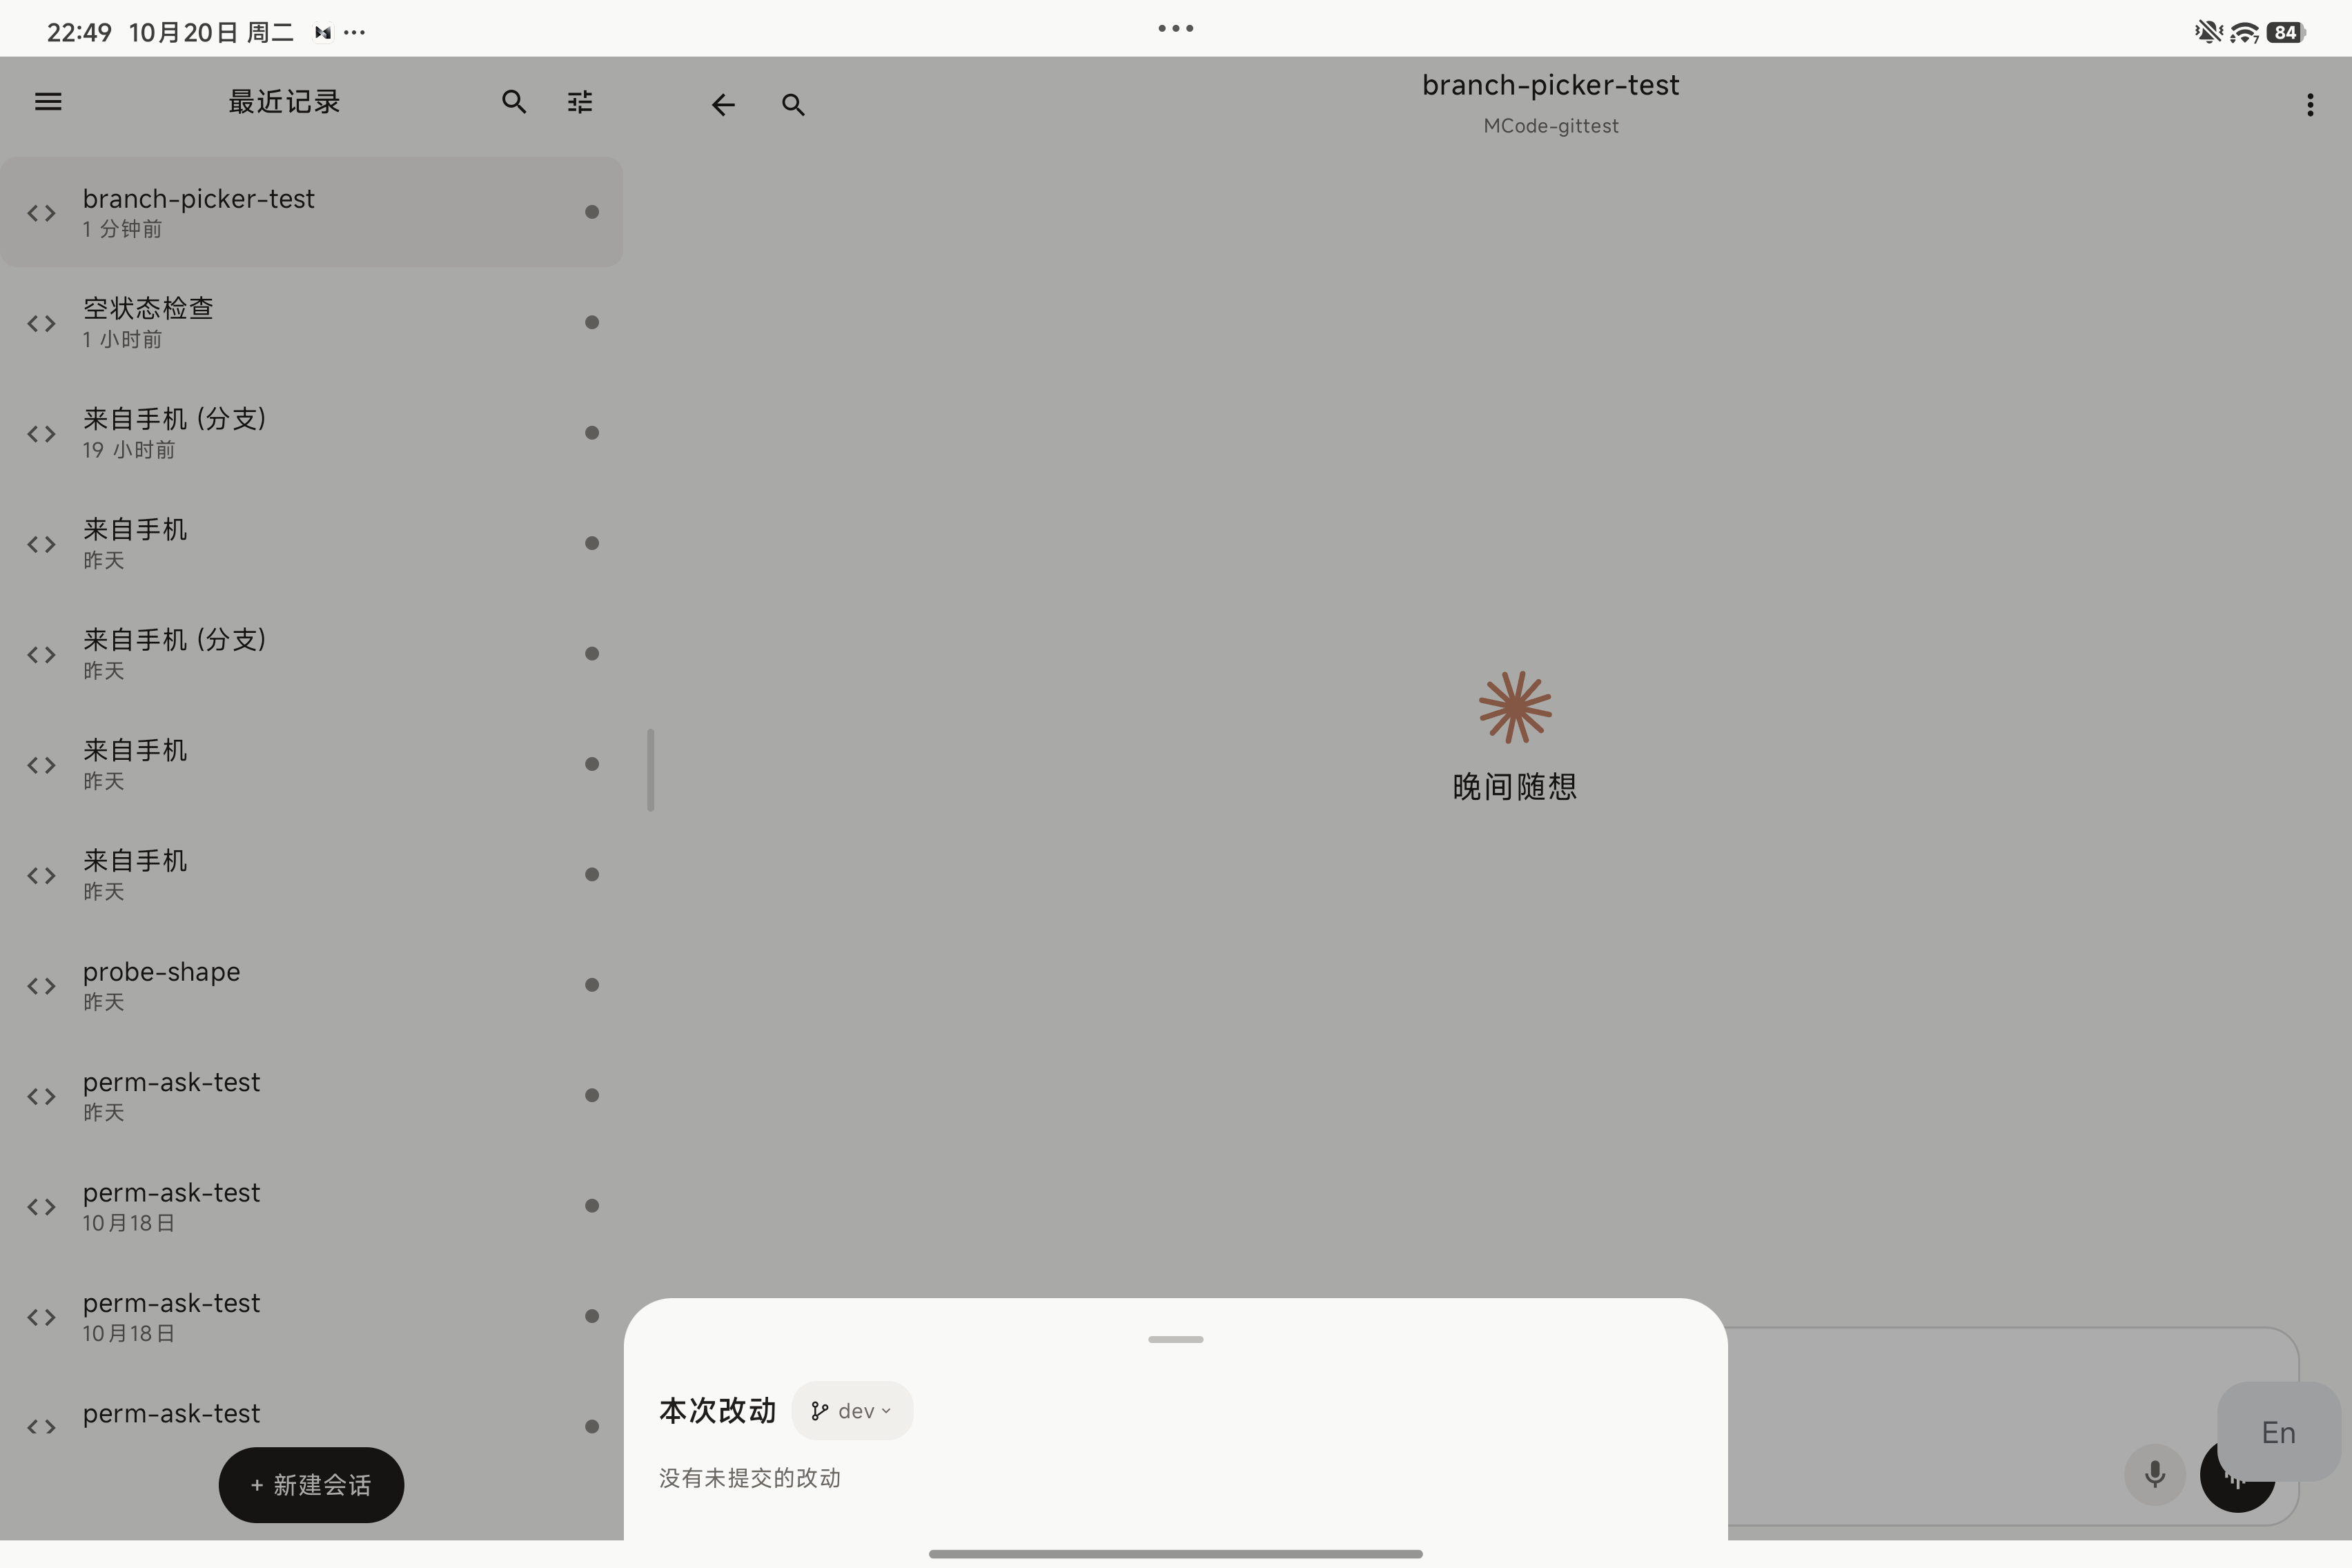 22:49 10月20日 周二
84
最近记录
branch-picker-test
1 分钟前
空状态检查
1 小时前
来自手机 (分支)
19 小时前
来自手机
昨天
来自手机 (分支)
昨天
来自手机
昨天
来自手机
昨天
probe-shape
昨天
perm-ask-test
昨天
perm-ask-test
10月18日
perm-ask-test
10月18日
perm-ask-test
+ 新建会话
branch-picker-test
MCode-gittest
晚间随想
本次改动 dev
没有未提交的改动
En